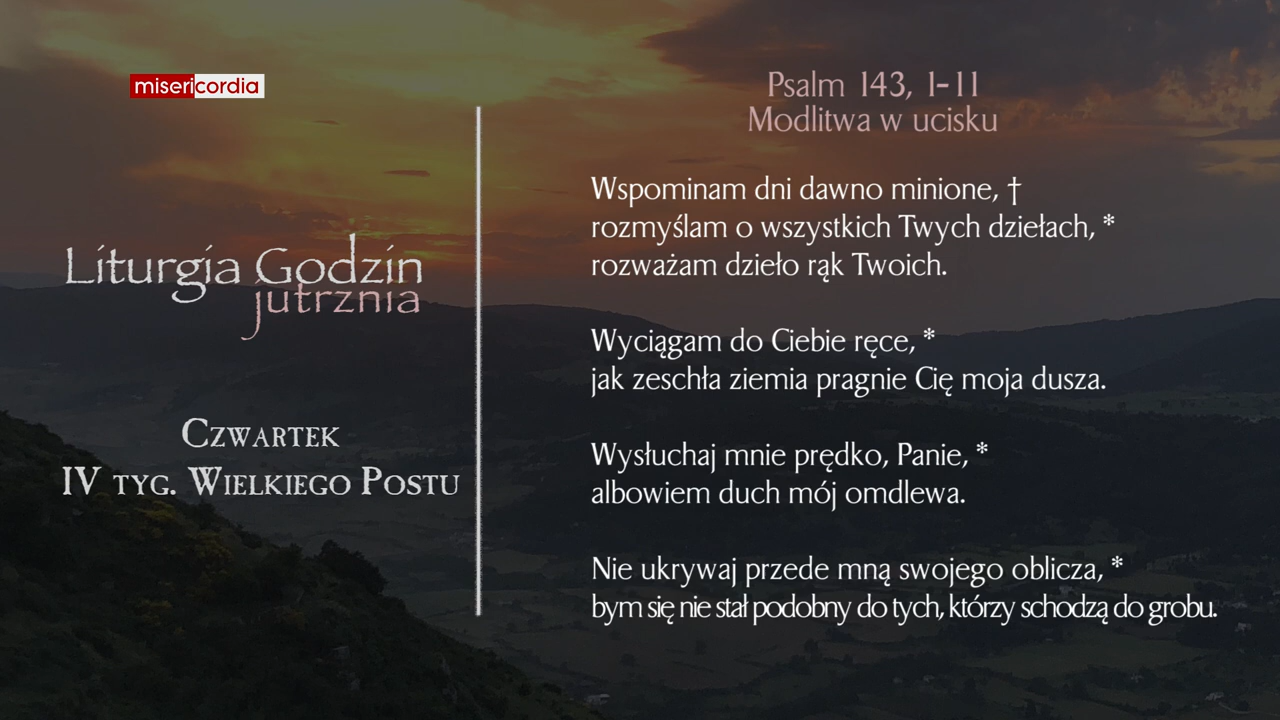 misericordia
Liturgia Godzin
jutrznia
Czwartek
IV tyg. Wielkiego Postu
Psalm 143, 1-11
Modlitwa w ucisku
Wspominam dni dawno minione, †
rozmyślam o wszystkich Twych dziełach, *
rozważam dzieło rąk Twoich.
Wyciągam do Ciebie ręce, *
jak zeschła ziemia pragnie Cię moja dusza.
Wysłuchaj mnie prędko, Panie, *
albowiem duch mój omdlewa.
Nie ukrywaj przede mną swojego oblicza, *
bym się nie stał podobny do tych, którzy schodzą do grobu.